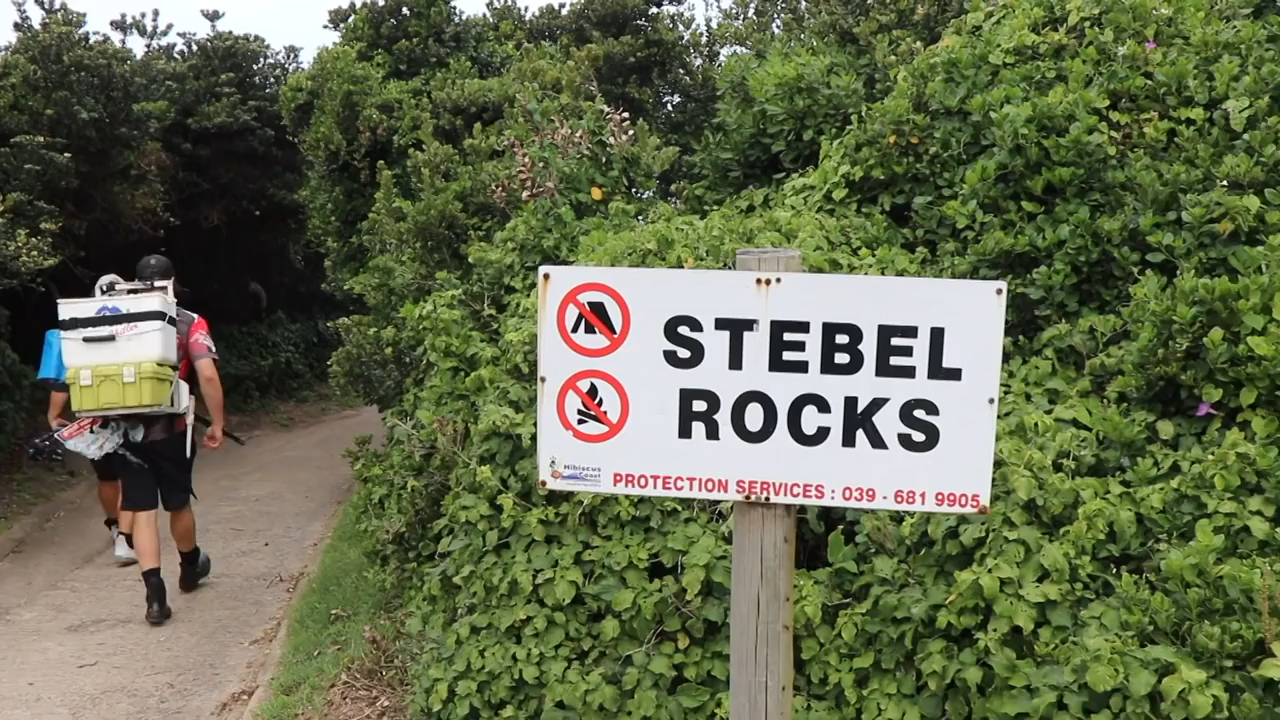 STEBEL
ROCKS
Hibiscus
Coast
PROTECTION SERVICES : 039 - 681 9905